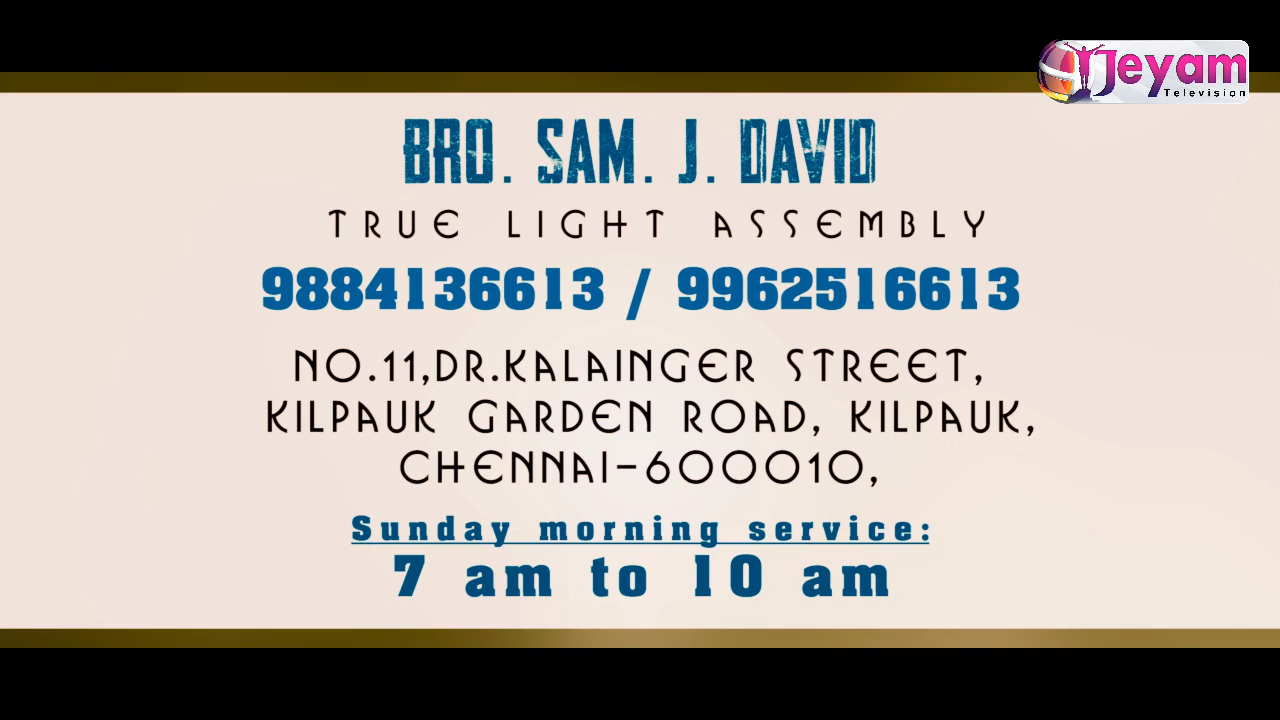 Jeyam
Television
BRO. SAM. J. DAVID
TRUE LIGHT ASSEMBLY
9884136613 / 9962516613
NO.11,DR.KALAINGER STREET,
KILPAUK GARDEN ROAD, KILPAUK,
CHENNAI-600010,
Sunday morning service:
7 am to 10 am